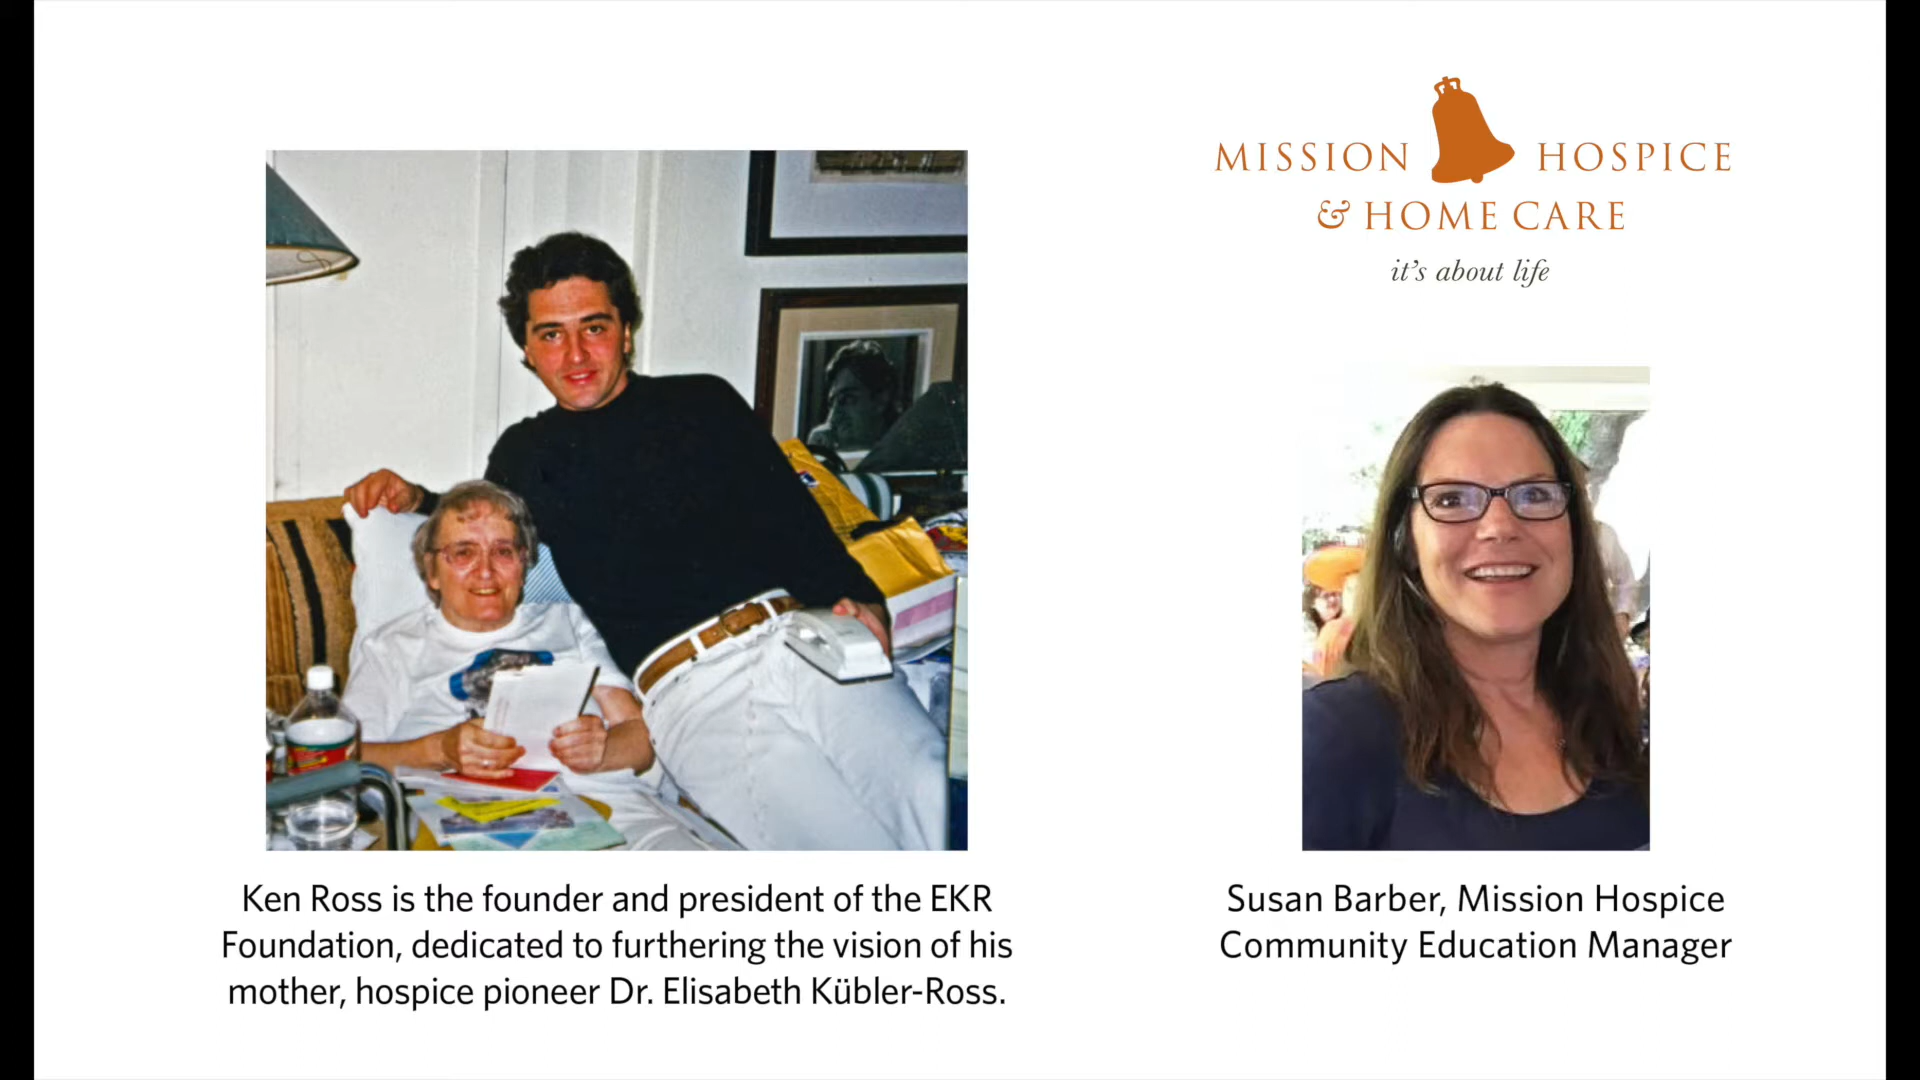 MISSION HOSPICE
& HOME CARE
it's about life
Ken Ross is the founder and president of the EKR
Foundation, dedicated to furthering the vision of his
mother, hospice pioneer Dr. Elisabeth Kübler-Ross.
Susan Barber, Mission Hospice
Community Education Manager